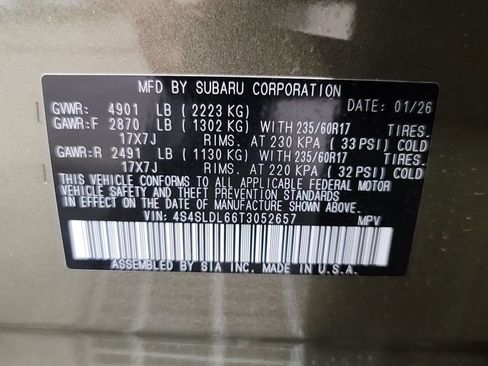 MFD BY SUBARU CORPORATION
GVWR: 4901 LB (2223 KG) DATE: 01/26
GAWR:F 2870 LB (1302 KG) WITH 235/60R17 TIRES.
17X7J RIMS. AT 230 KPA (33 PSI) COLD
GAWR:R 2491 LB (1130 KG) WITH 235/60R17 TIRES.
17X7J RIMS. AT 220 KPA (32 PSI) COLD
THIS VEHICLE CONFORMS TO ALL APPLICABLE FEDERAL MOTOR
VEHICLE SAFETY AND THEFT PREVENTION STANDARDS
IN EFFECT ON THE DATE OF MANUFACTURE SHOWN ABOVE.
VIN: 4S4SLDL66T3052657 MPV
ASSEMBLED BY SIA INC. MADE IN U.S.A.